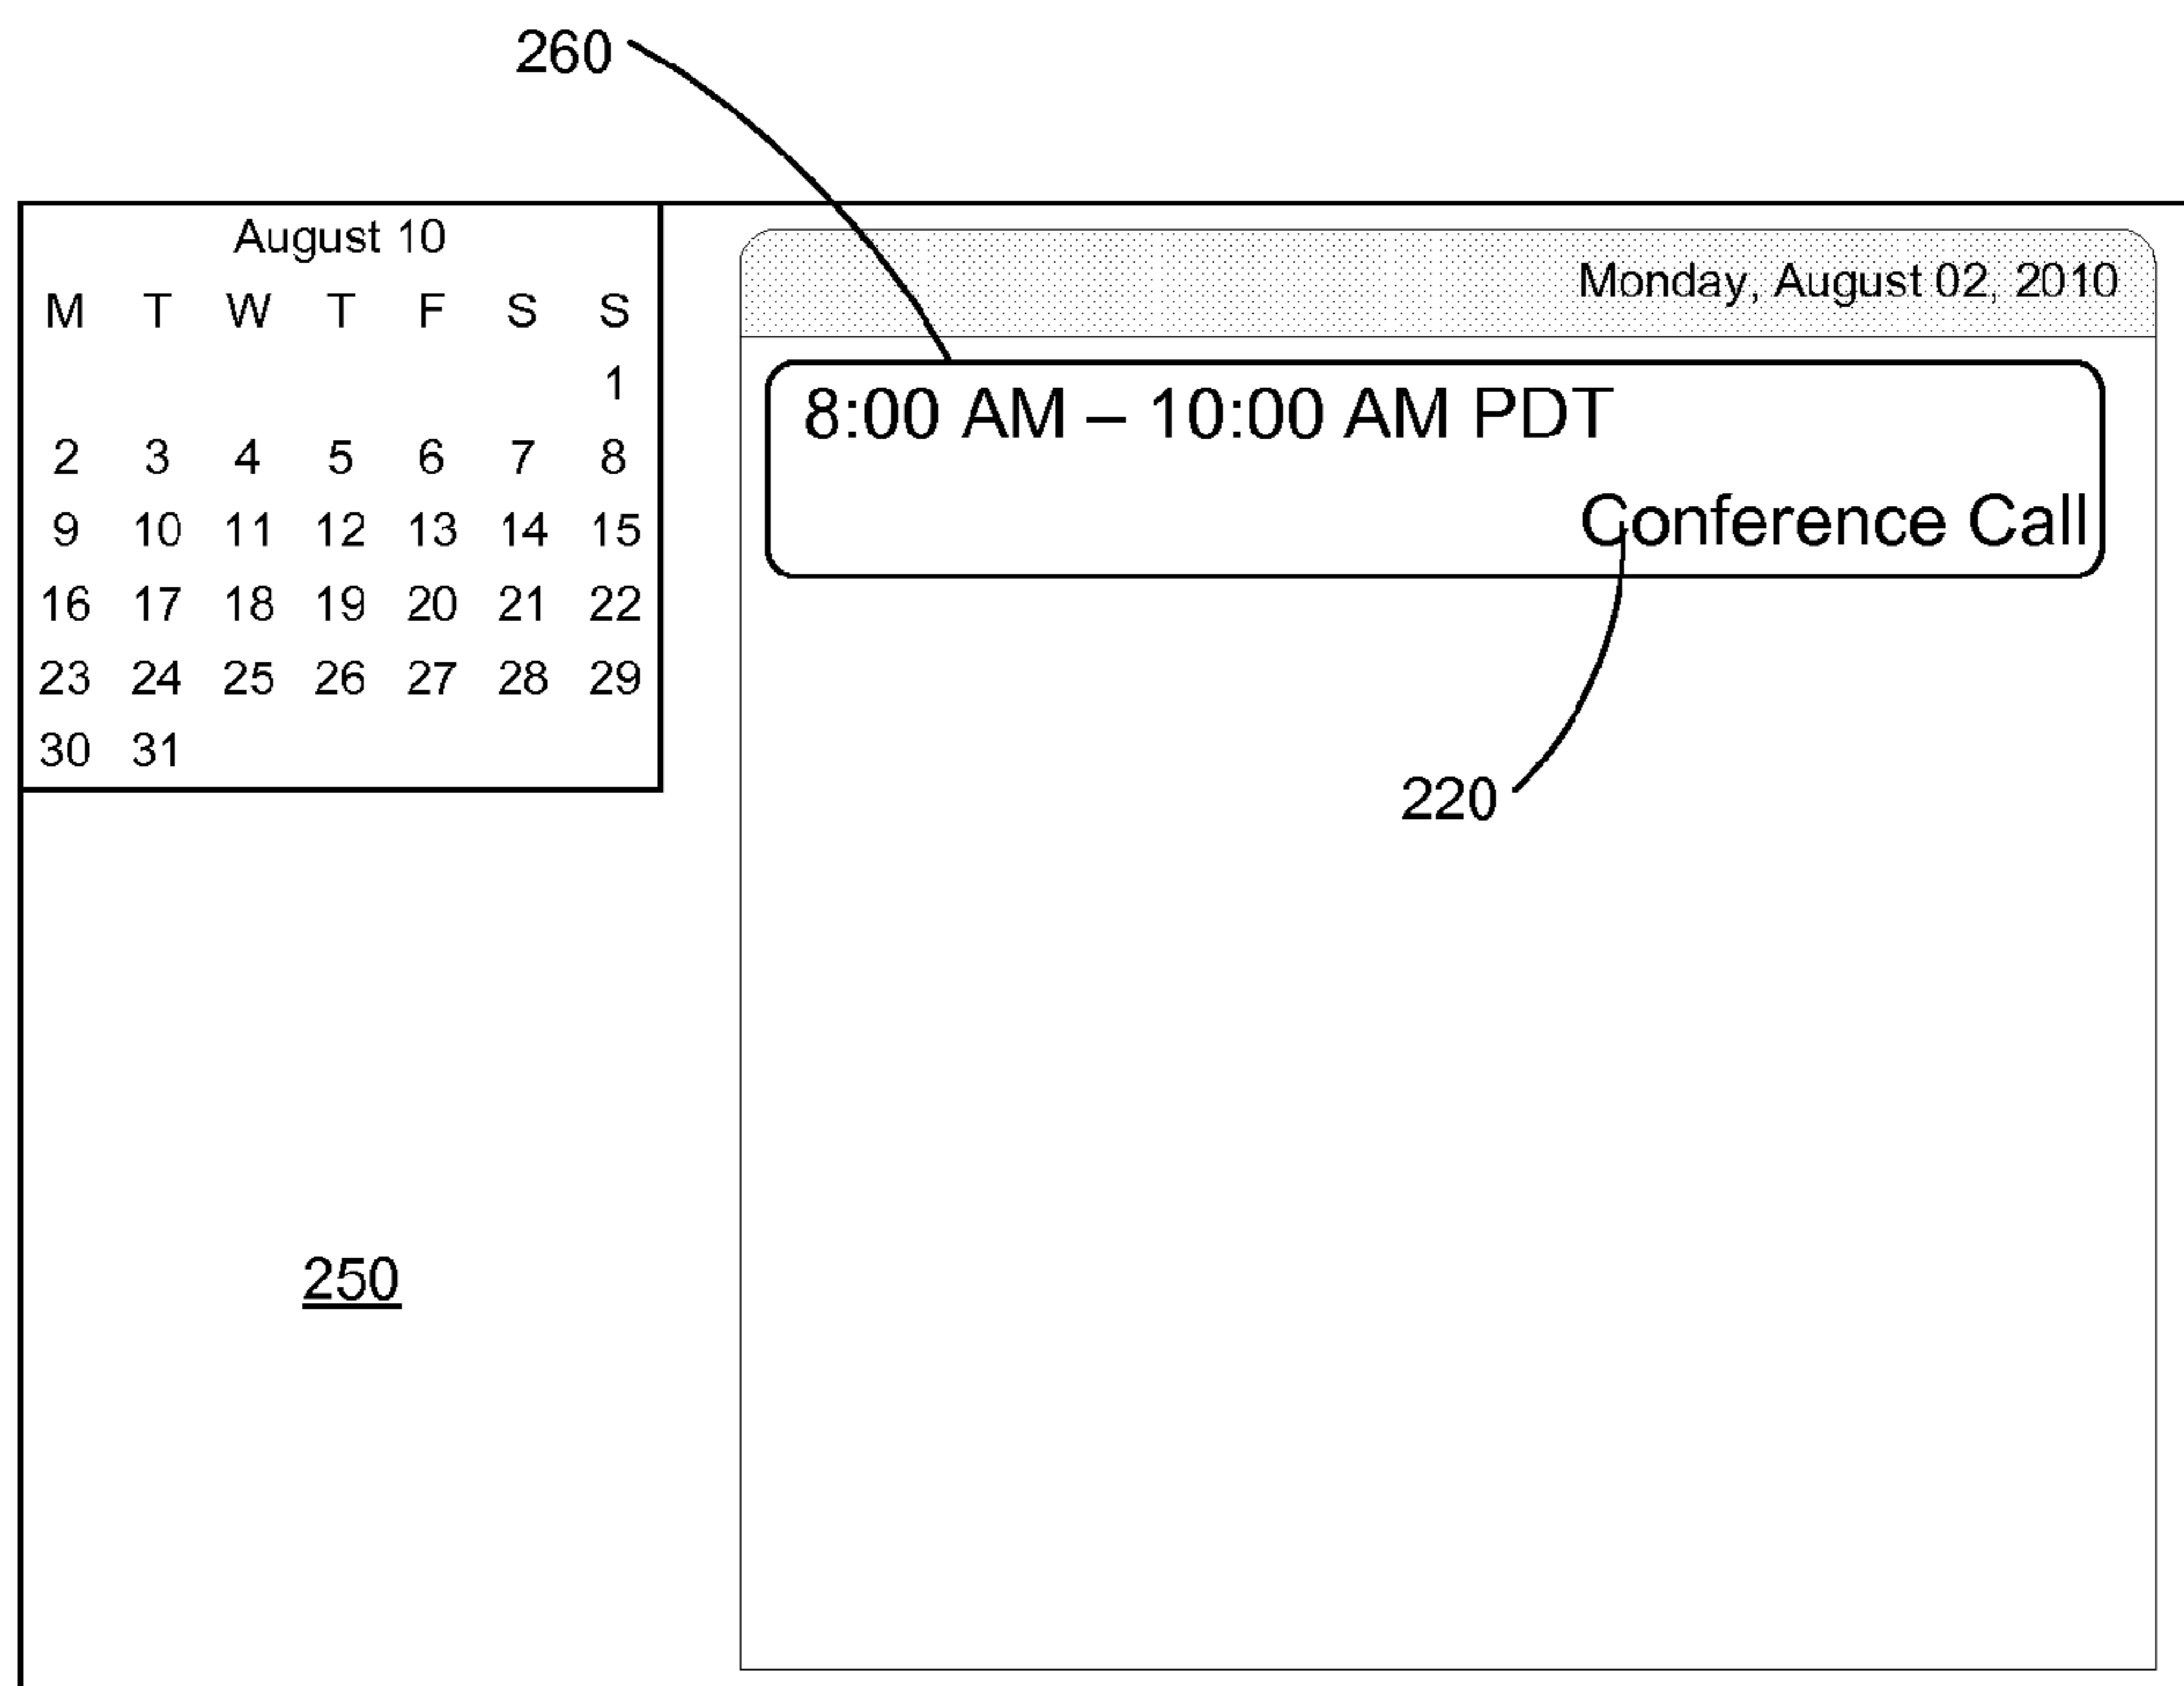 260
August 10
M T W T F S S
1
2 3 4 5 6 7 8
9 10 11 12 13 14 15
16 17 18 19 20 21 22
23 24 25 26 27 28 29
30 31
250
Monday, August 02, 2010
8:00 AM – 10:00 AM PDT
Conference Call
220